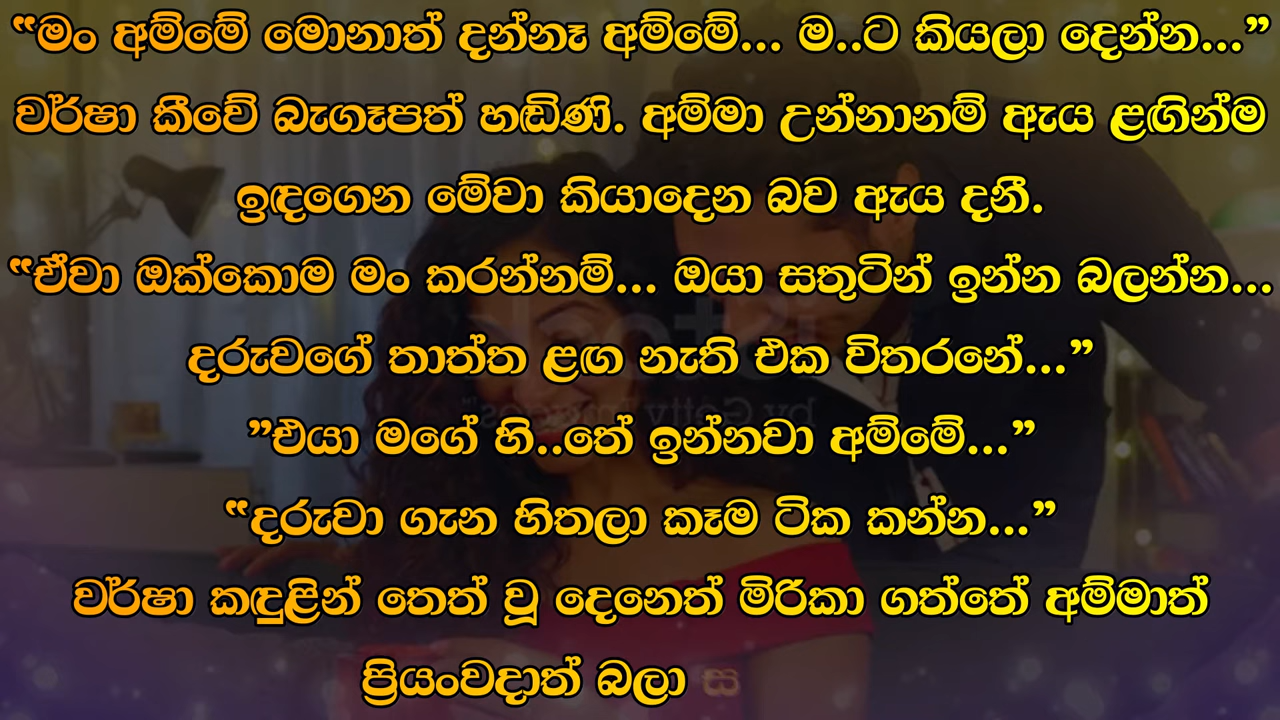 “මං අම්මේ මොනාත් දන්නෑ අම්මේ... ම..ට කියලා දෙන්න...”
වර්ෂා කීවේ බැගෑපත් හඬිණි. අම්මා උන්නානම් ඇය ළඟින්ම
ඉඳගෙන මේවා කියාදෙන බව ඇය දනී.
“ඒවා ඔක්කොම මං කරන්නම්... ඔයා සතුටින් ඉන්න බලන්න...
දරුවගේ තාත්ත ළඟ නැති එක විතරනේ...”
”එයා මගේ හි..තේ ඉන්නවා අම්මේ...”
“දරුවා ගැන හිතලා කෑම ටික කන්න...”
වර්ෂා කඳුළින් තෙත් වූ දෙනෙත් මිරිකා ගත්තේ අම්මාත්
ප්‍රියංවදාත් බලා ස